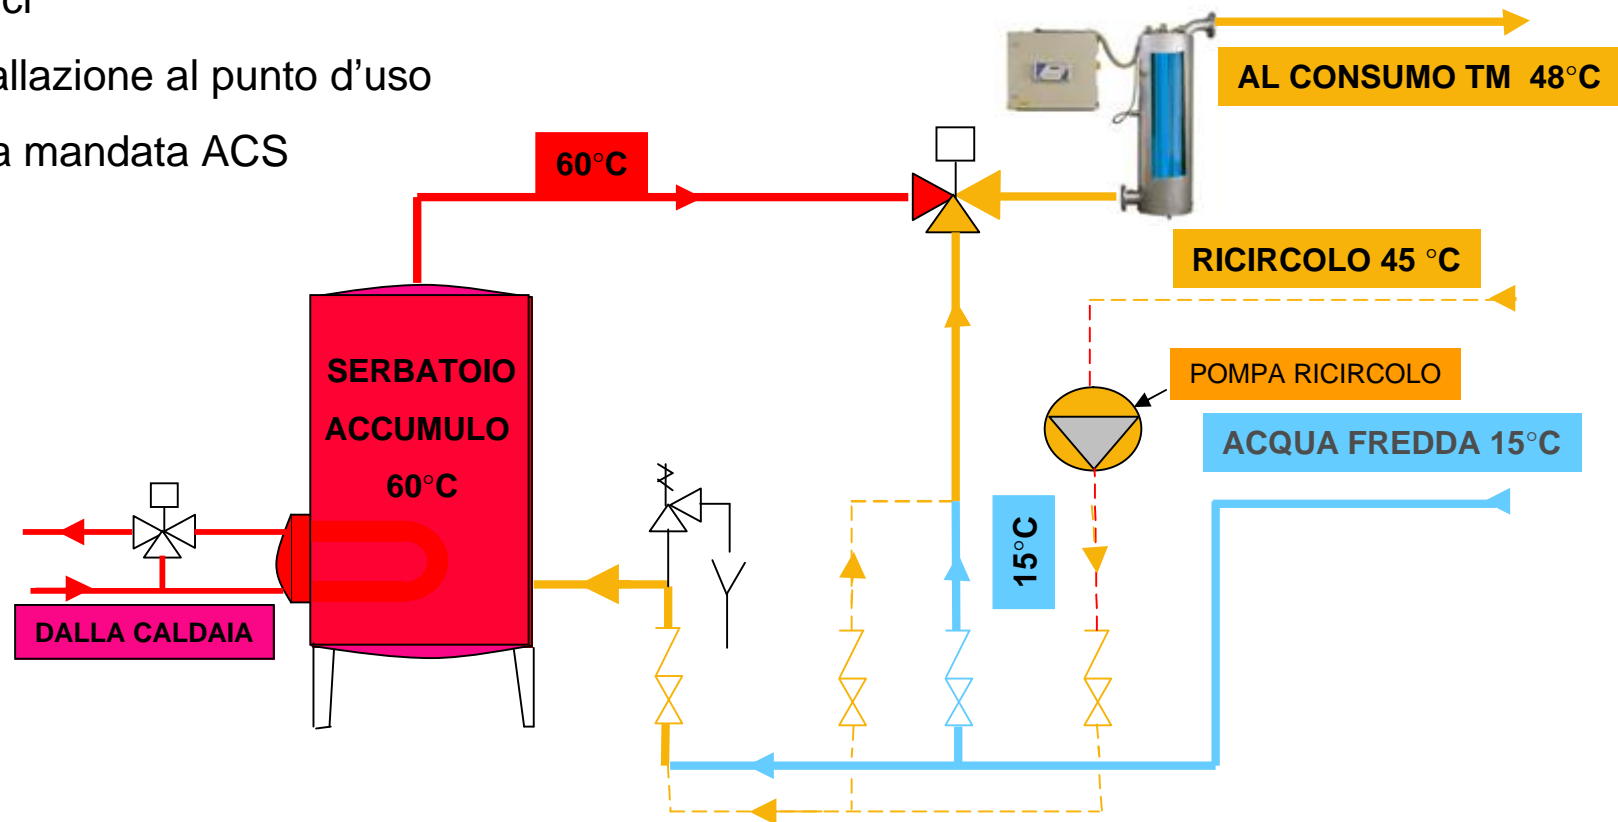 ci
allazione al punto d'uso
a mandata ACS
AL CONSUMO TM 48°C
60°C
RICIRCOLO 45 °C
POMPA RICIRCOLO
ACQUA FREDDA 15°C
SERBATOIO
ACCUMULO
60°C
15°C
DALLA CALDAIA